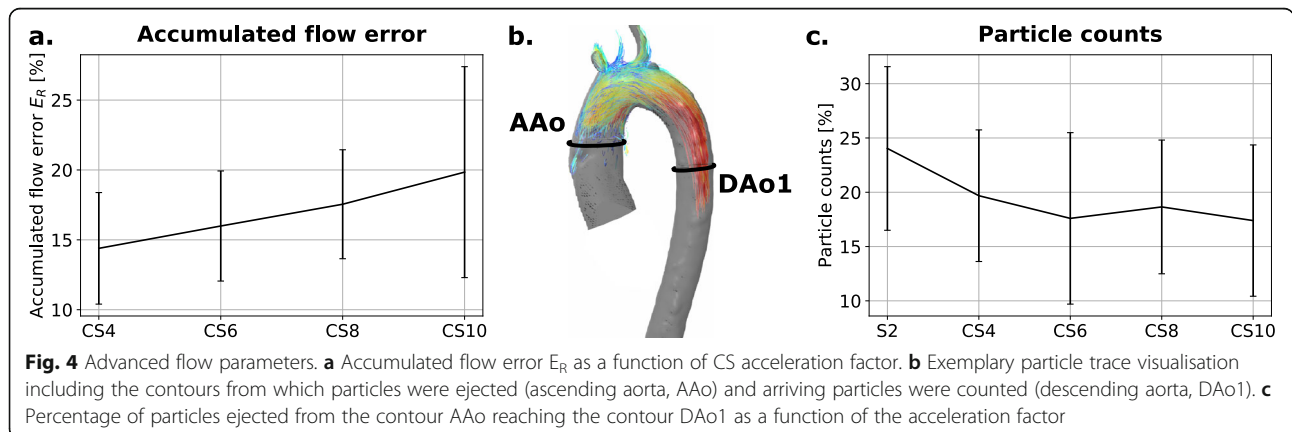 a. Accumulated flow error
Accumulated flow error E_R [%]
25
20
15
10
CS4 CS6 CS8 CS10
b.
AAo
DAo1
c. Particle counts
Particle counts [%]
30
25
20
15
10
S2 CS4 CS6 CS8 CS10
Fig. 4 Advanced flow parameters. a Accumulated flow error E_R as a function of CS acceleration factor. b Exemplary particle trace visualisation
including the contours from which particles were ejected (ascending aorta, AAo) and arriving particles were counted (descending aorta, DAo1). c
Percentage of particles ejected from the contour AAo reaching the contour DAo1 as a function of the acceleration factor